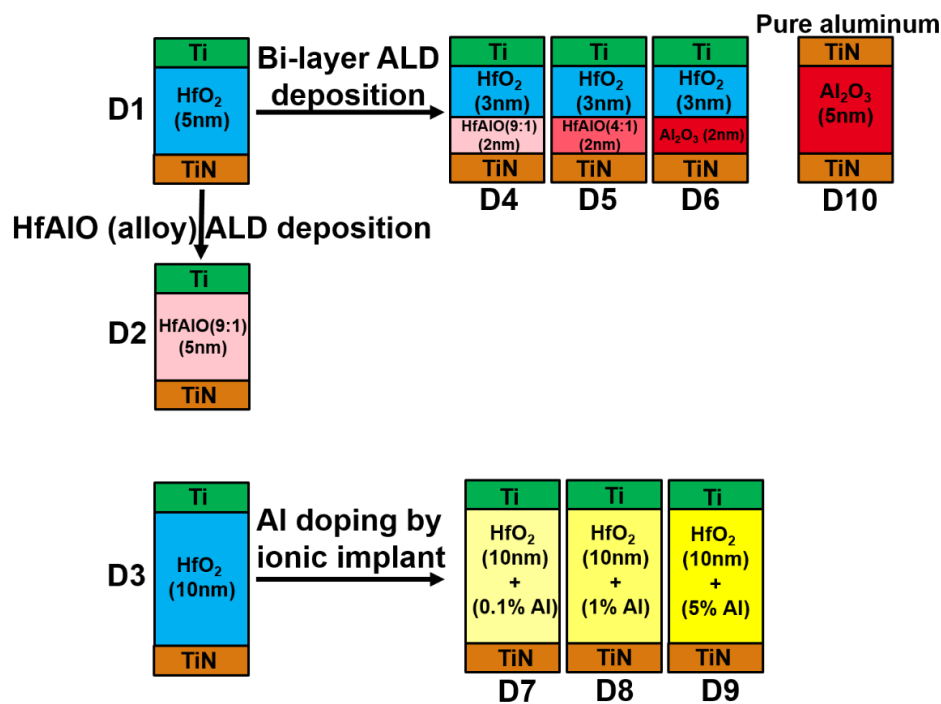 Pure aluminum
Ti
HfO2
(5nm)
TiN
D1
Bi-layer ALD
deposition
Ti
HfO2
(3nm)
HfAlO(9:1)
(2nm)
TiN
D4
Ti
HfO2
(3nm)
HfAlO(4:1)
(2nm)
TiN
D5
Ti
HfO2
(3nm)
Al2O3 (2nm)
TiN
D6
TiN
Al2O3
(5nm)
TiN
D10
HfAlO (alloy) ALD deposition
Ti
HfAlO(9:1)
(5nm)
TiN
D2
Ti
HfO2
(10nm)
TiN
D3
Al doping by
ionic implant
Ti
HfO2
(10nm)
+
(0.1% Al)
TiN
D7
Ti
HfO2
(10nm)
+
(1% Al)
TiN
D8
Ti
HfO2
(10nm)
+
(5% Al)
TiN
D9